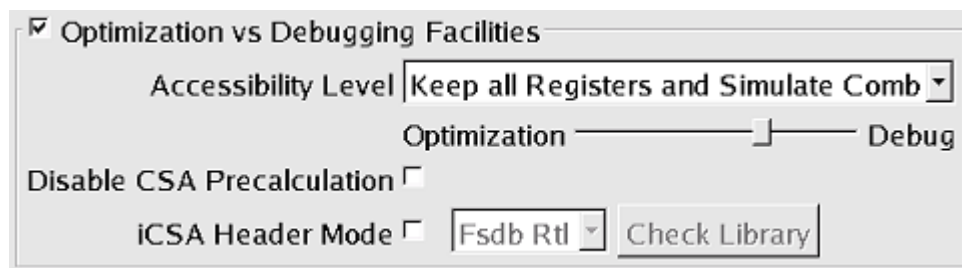 Optimization vs Debugging Facilities
Accessibility Level Keep all Registers and Simulate Comb
Optimization Debug
Disable CSA Precalculation
iCSA Header Mode Fsdb Rtl Check Library